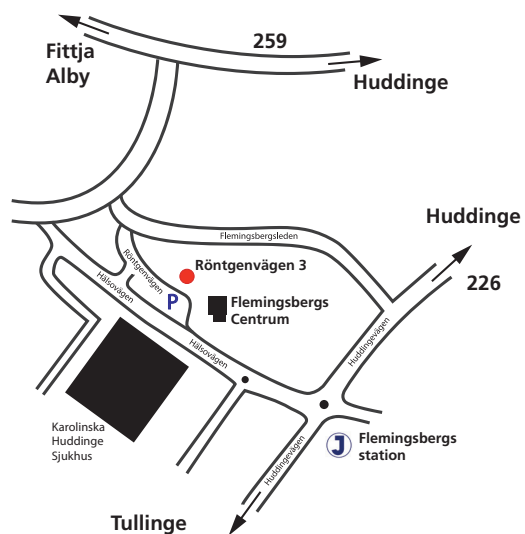 259
Fittja
Alby
Huddinge
Huddinge
Flemingsbergsleden
Röntgenvägen
Röntgenvägen 3
226
Hälsovägen
P
Flemingsbergs
Centrum
Huddingevägen
Hälsovägen
Karolinska
Huddinge
Sjukhus
J
Flemingsbergs
station
Huddingevägen
Tullinge